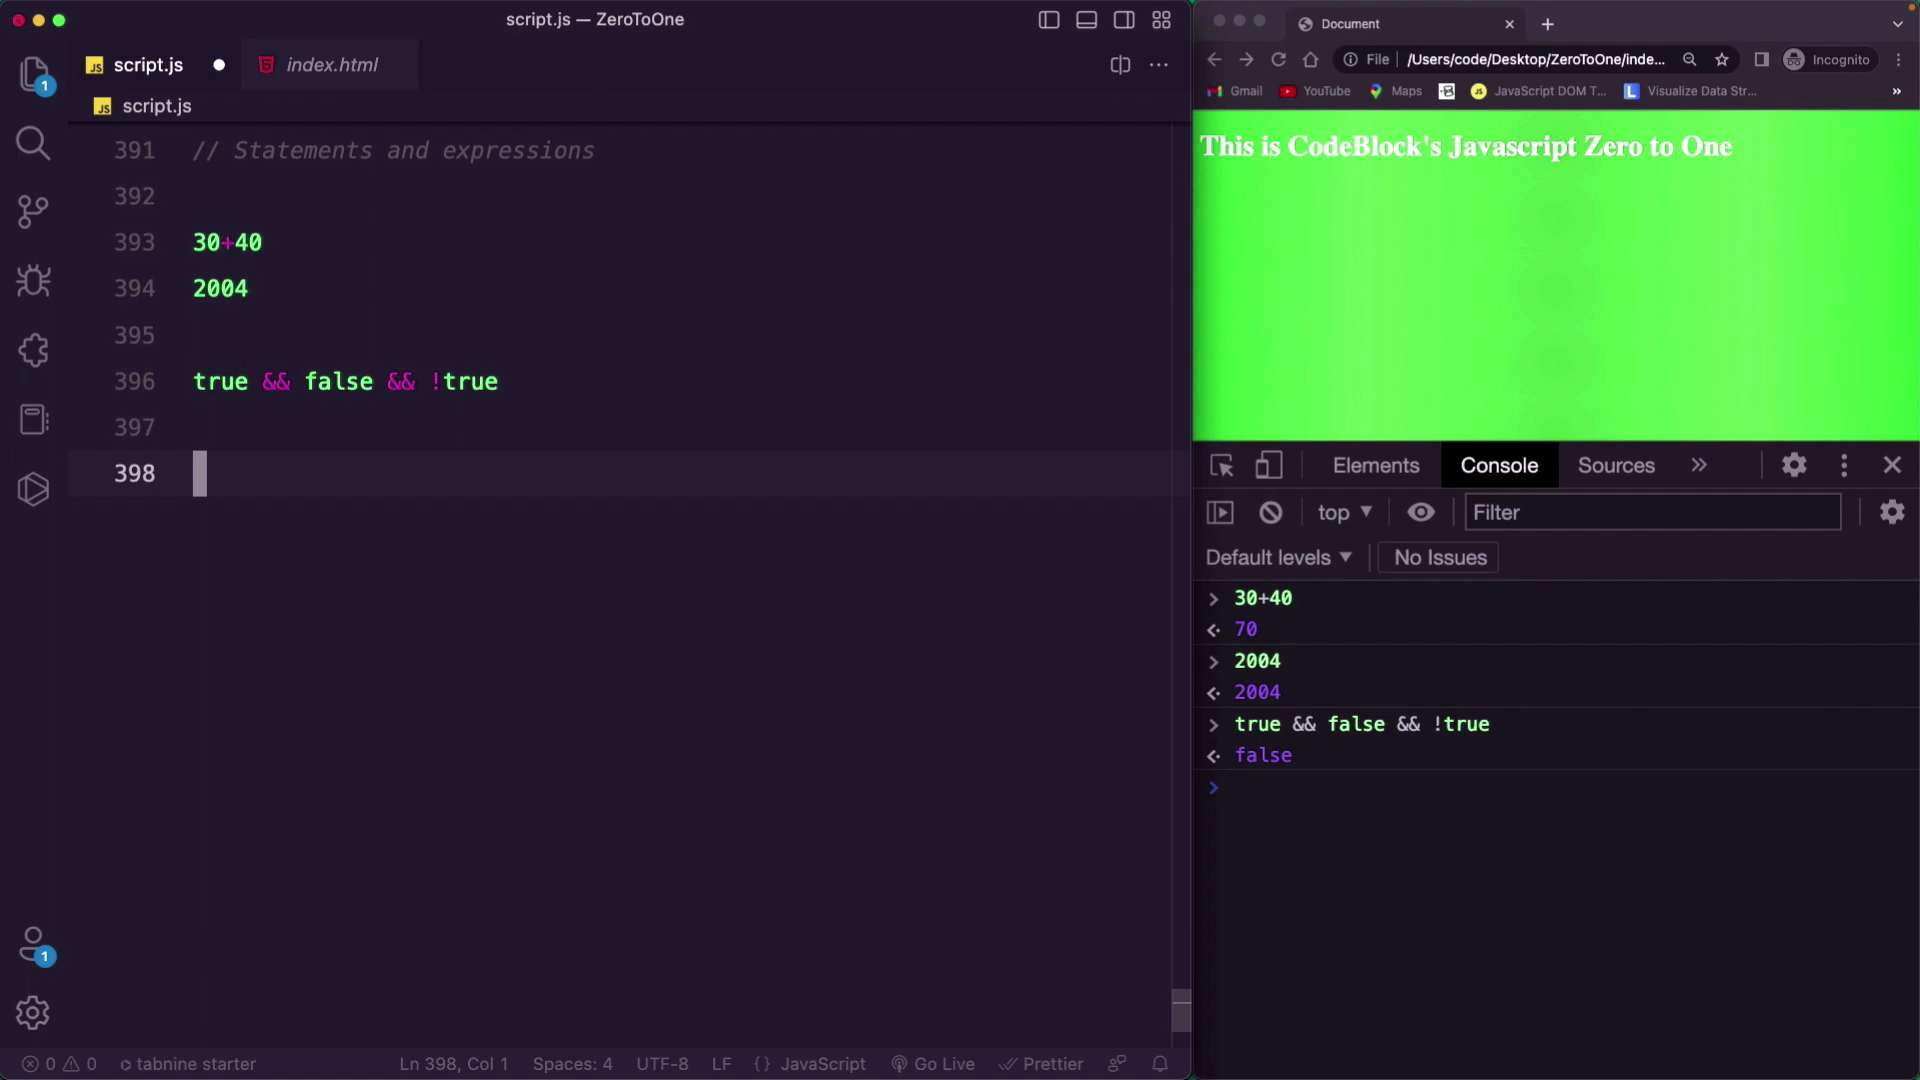 script.js — ZeroToOne
script.js
index.html
script.js
391 // Statements and expressions
392
393 30+40
394 2004
395
396 true && false && !true
397
398
1
1
0 0 tabnine starter Ln 398, Col 1 Spaces: 4 UTF-8 LF {} JavaScript Go Live Prettier
Document
File /Users/code/Desktop/ZeroToOne/inde... Incognito
Gmail YouTube Maps JavaScript DOM T... Visualize Data Str... »
This is CodeBlock's Javascript Zero to One
Elements Console Sources »
top Filter
Default levels No Issues
> 30+40
70
> 2004
2004
> true && false && !true
false
>